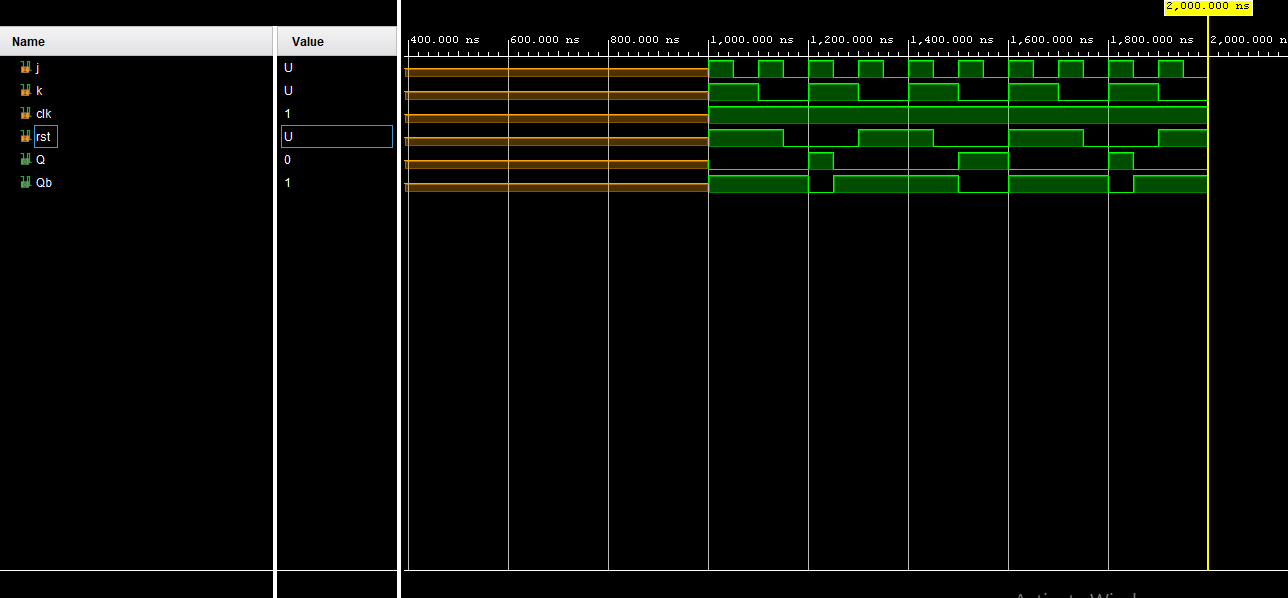 2,000.000 ns
Name Value
400.000 ns 600.000 ns 800.000 ns 1,000.000 ns 1,200.000 ns 1,400.000 ns 1,600.000 ns 1,800.000 ns 2,000.000 n
j U
k U
clk 1
rst U
Q 0
Qb 1